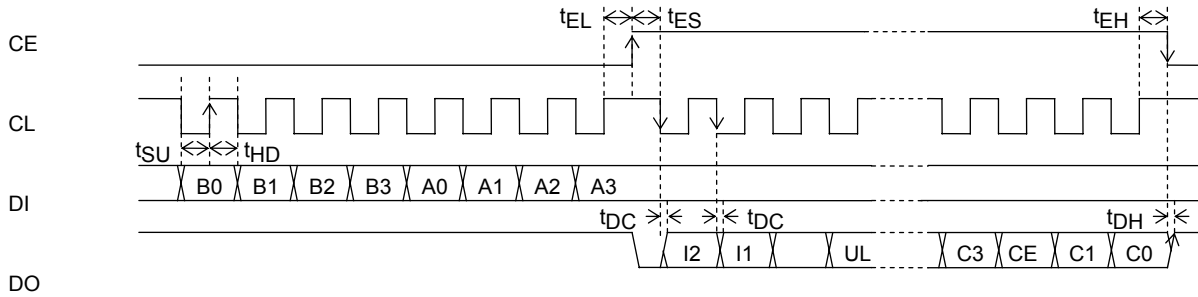 tEL tES tEH
CE
CL
tSU tHD
B0 B1 B2 B3 A0 A1 A2 A3
DI
tDC tDC tDH
I2 I1 UL C3 CE C1 C0
DO